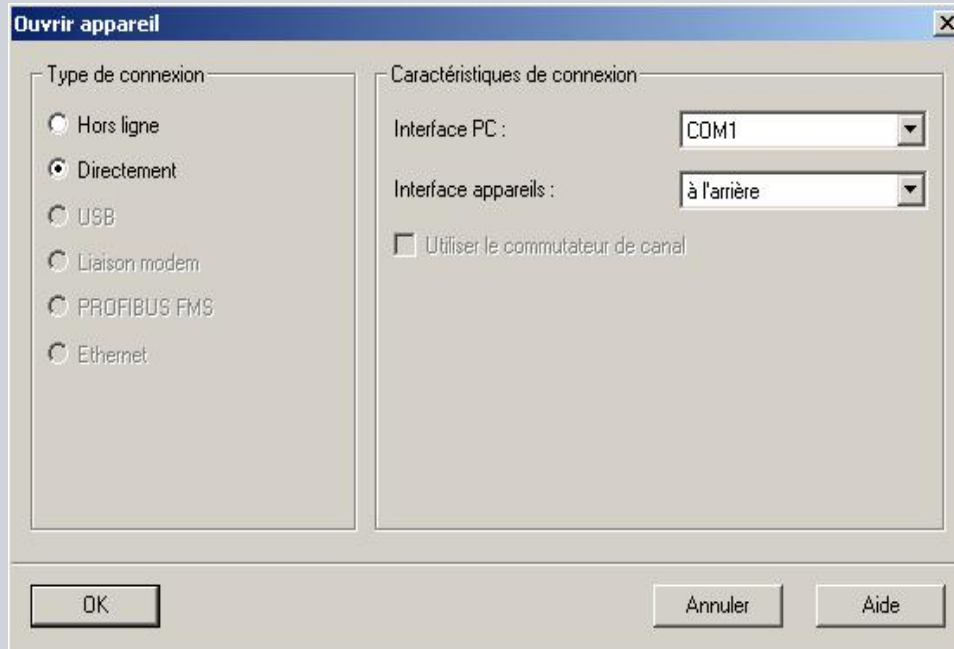 Ouvrir appareil
Type de connexion
Hors ligne
Directement
USB
Liaison modem
PROFIBUS FMS
Ethernet
Caractéristiques de connexion
Interface PC :
COM1
Interface appareils :
à l'arrière
Utiliser le commutateur de canal
OK
Annuler
Aide